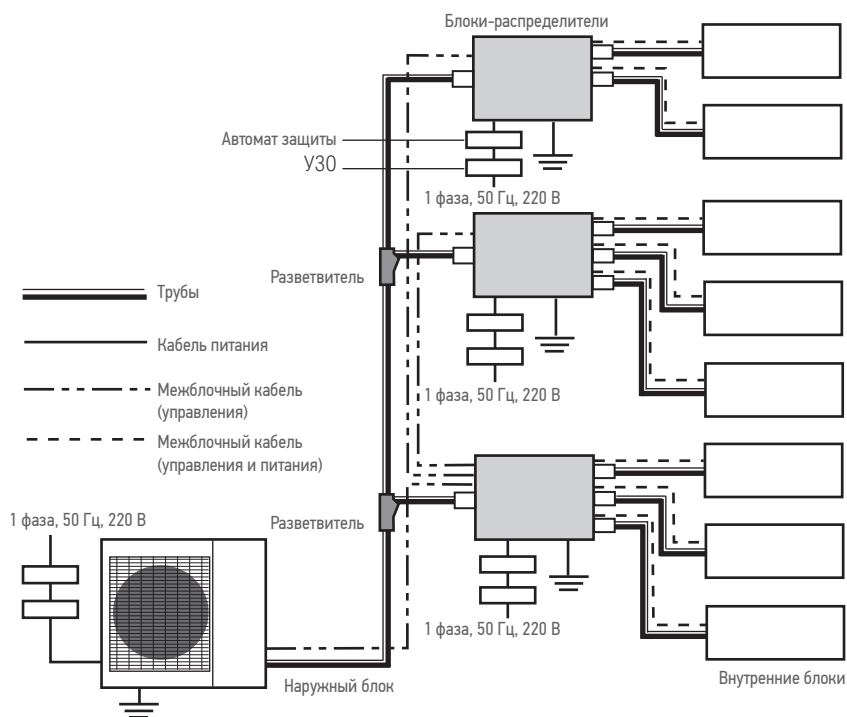 Блоки-распределители
Автомат защиты
УЗО
1 фаза, 50 Гц, 220 В
Разветвитель
Трубы
Кабель питания
1 фаза, 50 Гц, 220 В
Межблочный кабель
(управления)
Межблочный кабель
(управления и питания)
1 фаза, 50 Гц, 220 В
Разветвитель
1 фаза, 50 Гц, 220 В
Наружный блок
Внутренние блоки